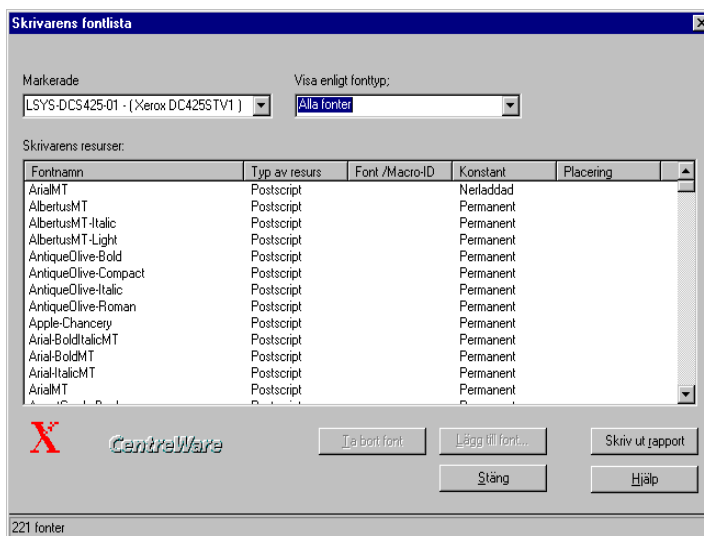 Skrivarens fontlista
Markerade Visa enligt fonttyp;
LSYS-DCS425-01 - ( Xerox DC425STV1 ) Alla fonter
Skrivarens resurser:
Fontnamn Typ av resurs Font /Macro-ID Konstant Placering
ArialMT Postscript Nerladdad
AlbertusMT Postscript Permanent
AlbertusMT-Italic Postscript Permanent
AlbertusMT-Light Postscript Permanent
AntiqueOlive-Bold Postscript Permanent
AntiqueOlive-Compact Postscript Permanent
AntiqueOlive-Italic Postscript Permanent
AntiqueOlive-Roman Postscript Permanent
Apple-Chancery Postscript Permanent
Arial-BoldItalicMT Postscript Permanent
Arial-BoldMT Postscript Permanent
Arial-ItalicMT Postscript Permanent
ArialMT Postscript Permanent
X CentreWare Ta bort font Lägg till font... Skriv ut rapport
Stäng Hjälp
221 fonter